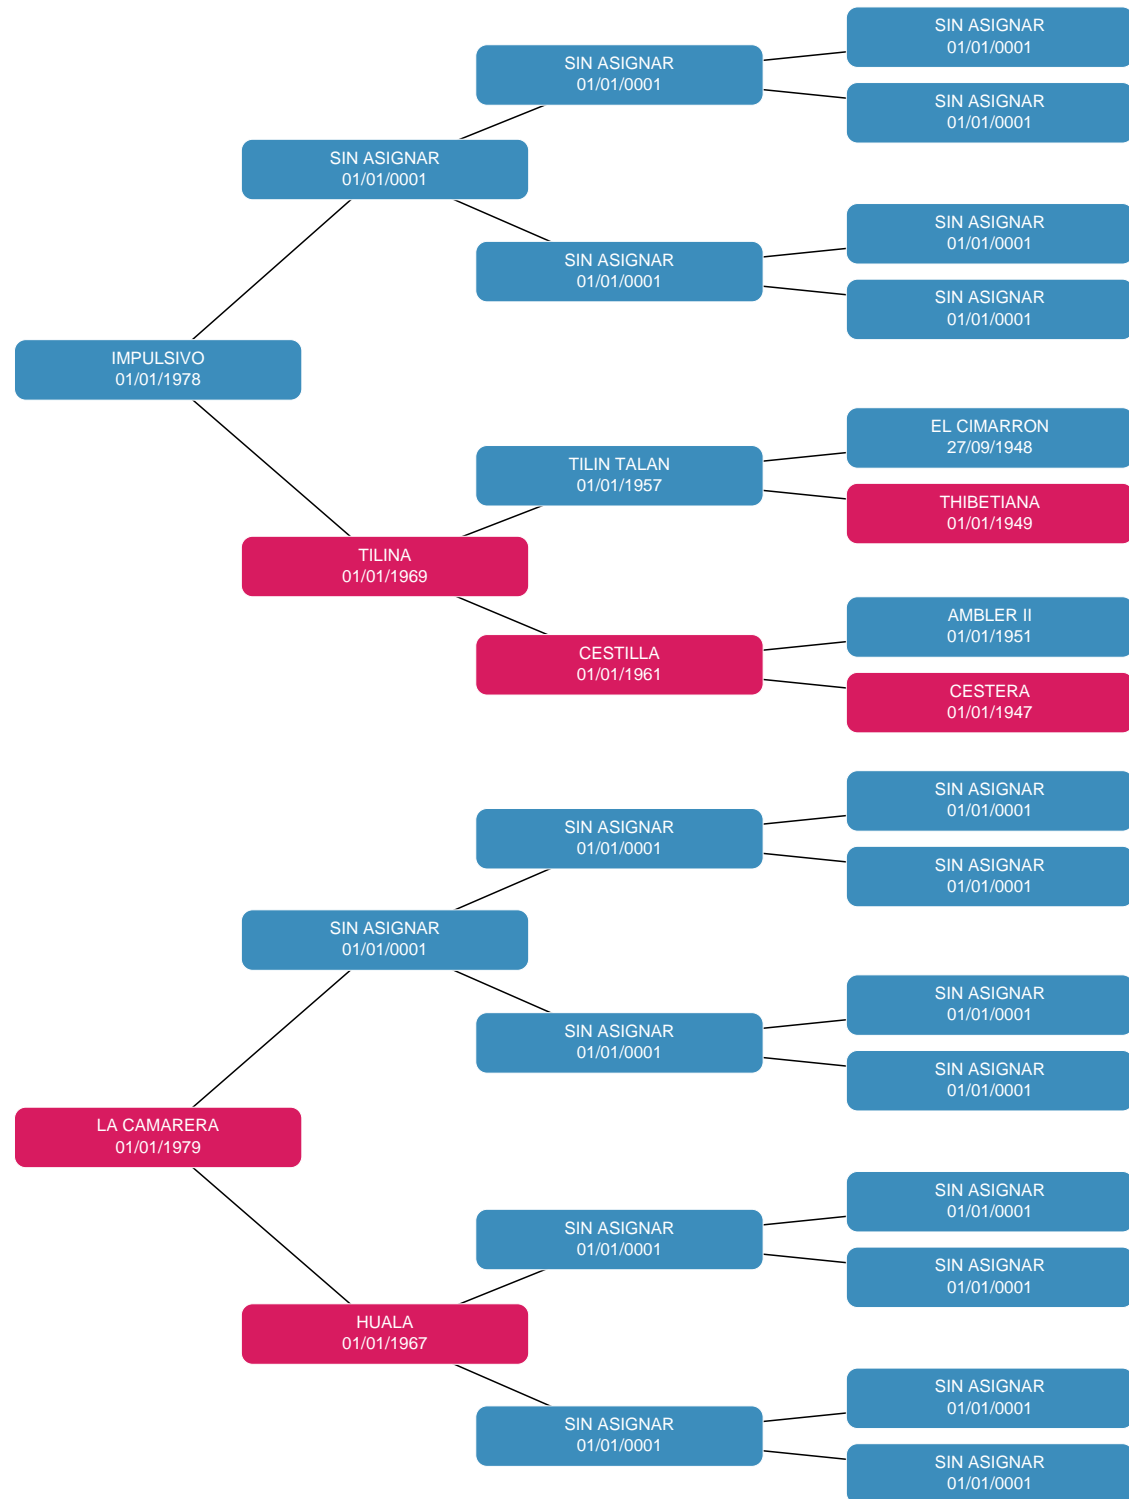 SIN ASIGNAR
01/01/0001
SIN ASIGNAR
01/01/0001
SIN ASIGNAR
01/01/0001
SIN ASIGNAR
01/01/0001
SIN ASIGNAR
01/01/0001
SIN ASIGNAR
01/01/0001
SIN ASIGNAR
01/01/0001
IMPULSIVO
01/01/1978
EL CIMARRON
27/09/1948
TILIN TALAN
01/01/1957
THIBETIANA
01/01/1949
TILINA
01/01/1969
AMBLER II
01/01/1951
CESTILLA
01/01/1961
CESTERA
01/01/1947
SIN ASIGNAR
01/01/0001
SIN ASIGNAR
01/01/0001
SIN ASIGNAR
01/01/0001
SIN ASIGNAR
01/01/0001
SIN ASIGNAR
01/01/0001
SIN ASIGNAR
01/01/0001
SIN ASIGNAR
01/01/0001
LA CAMARERA
01/01/1979
SIN ASIGNAR
01/01/0001
SIN ASIGNAR
01/01/0001
SIN ASIGNAR
01/01/0001
HUALA
01/01/1967
SIN ASIGNAR
01/01/0001
SIN ASIGNAR
01/01/0001
SIN ASIGNAR
01/01/0001